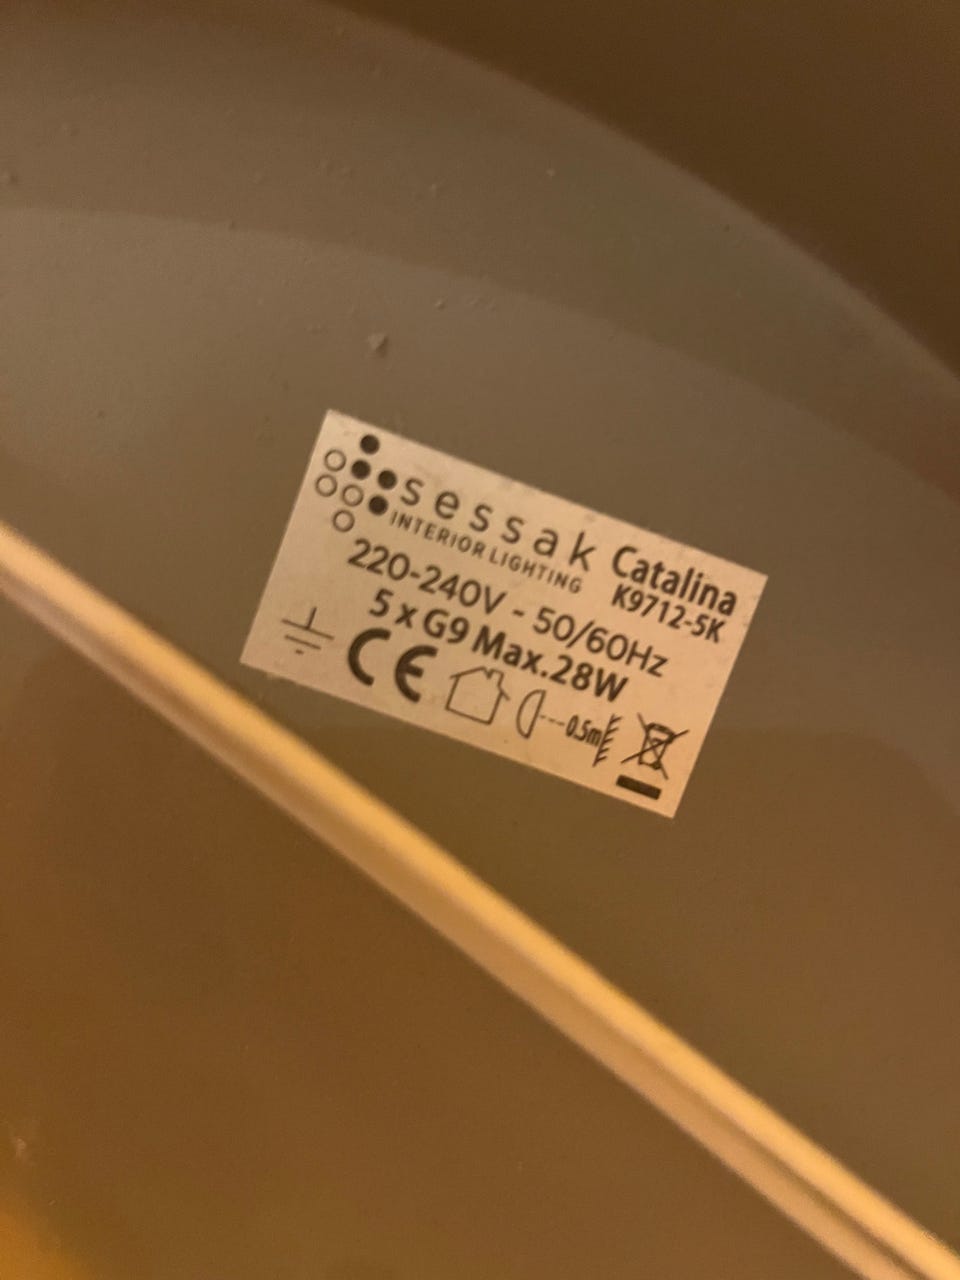 sessak
INTERIOR LIGHTING
Catalina
K9712-5K
220-240V - 50/60Hz
5 x G9 Max.28W
CE
0.5m